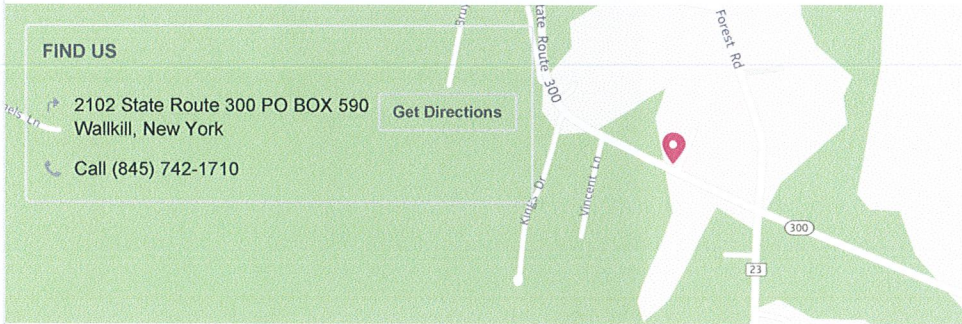 FIND US
2102 State Route 300 PO BOX 590
Wallkill, New York
Get Directions
Call (845) 742-1710
State Route 300
Forest Rd
Kings Dr
Vincent Ln
300
23